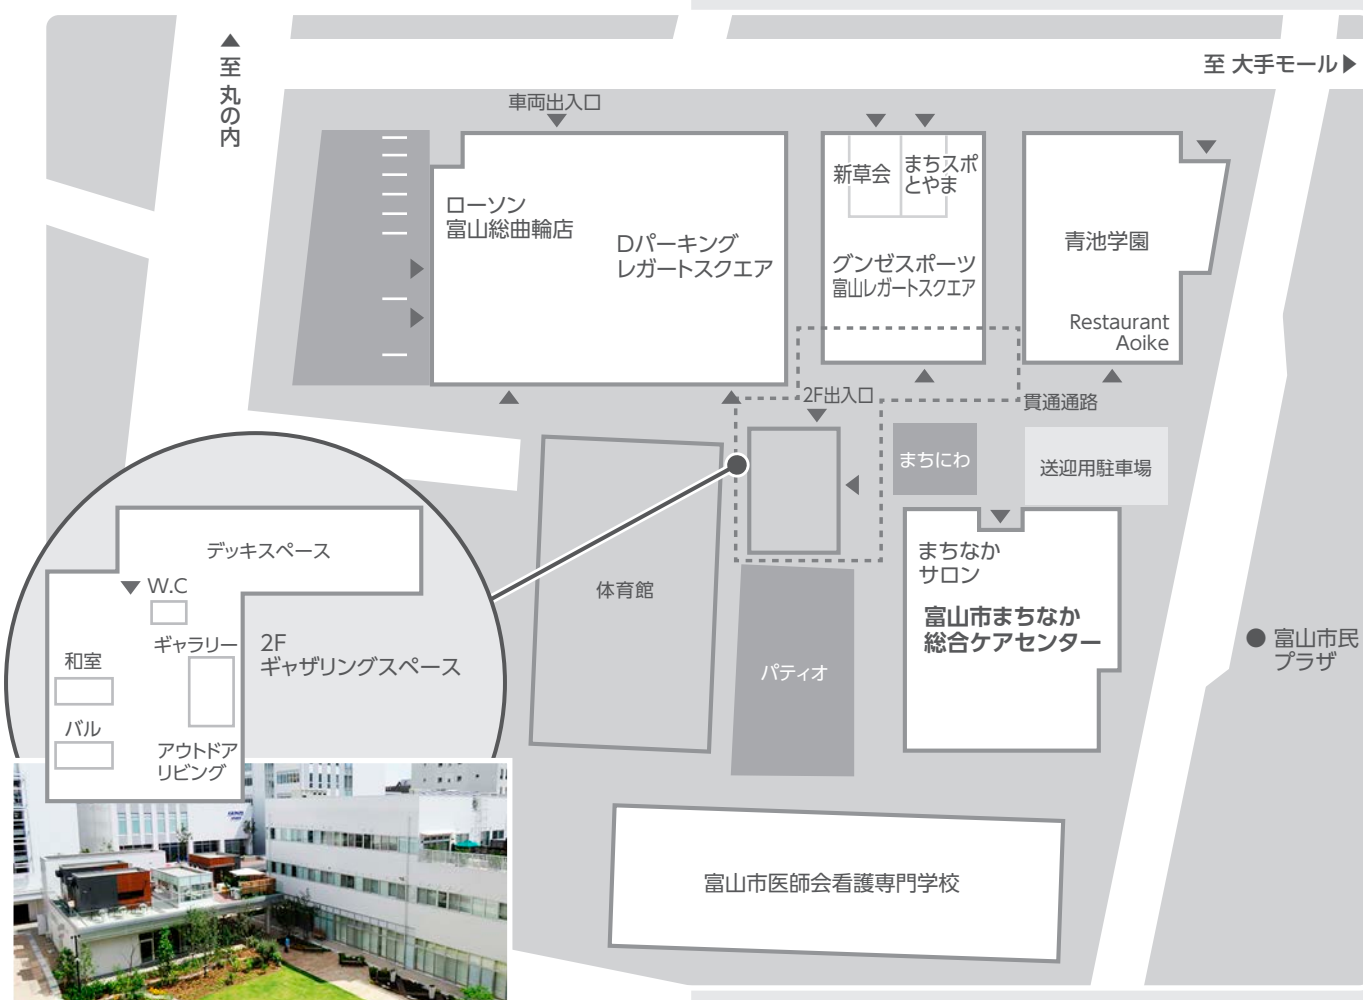 ▲至 丸の内
至 大手モール▶
車両出入口
ローソン
富山総曲輪店
Dパーキング
レガートスクエア
新草会
まちスポ
とやま
グンゼスポーツ
富山レガートスクエア
青池学園
Restaurant
Aoike
2F出入口
貫通通路
まちにわ
送迎用駐車場
体育館
まちなか
サロン
富山市まちなか
総合ケアセンター
パティオ
● 富山市民
プラザ
デッキスペース
W.C
ギャラリー
和室
バル
アウトドア
リビング
2F
ギャザリングスペース
富山市医師会看護専門学校